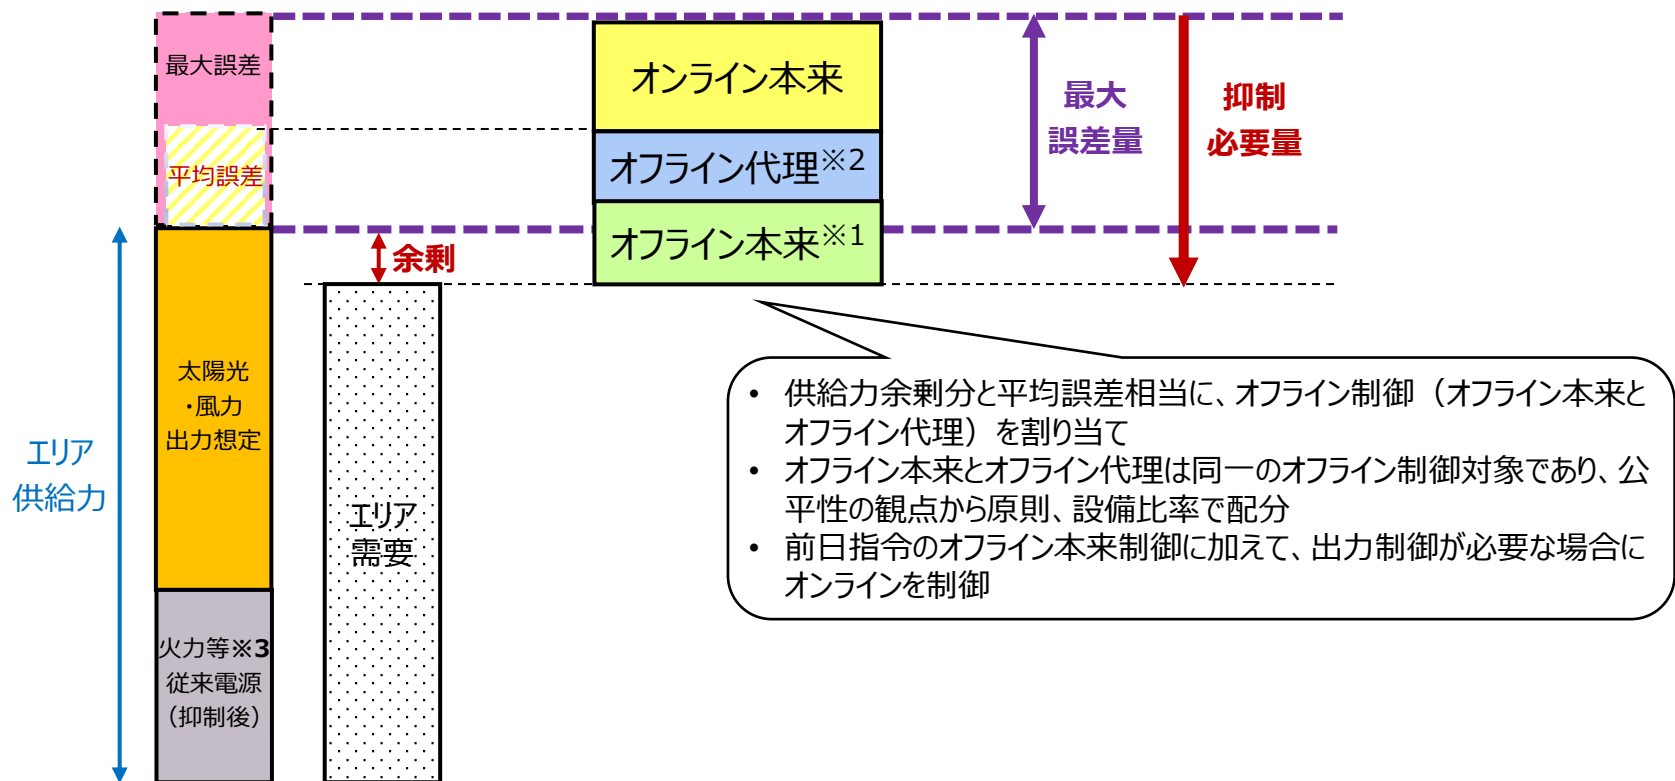 最大誤差
平均誤差
太陽光
・風力
出力想定
火力等※3
従来電源
（抑制後）
エリア
供給力
余剰
エリア
需要
オンライン本来
オフライン代理※2
オフライン本来※1
最大
誤差量
抑制
必要量
• 供給力余剰分と平均誤差相当に、オフライン制御（オフライン本来と
オフライン代理）を割り当て
• オフライン本来とオフライン代理は同一のオフライン制御対象であり、公
平性の観点から原則、設備比率で配分
• 前日指令のオフライン本来制御に加えて、出力制御が必要な場合に
オンラインを制御